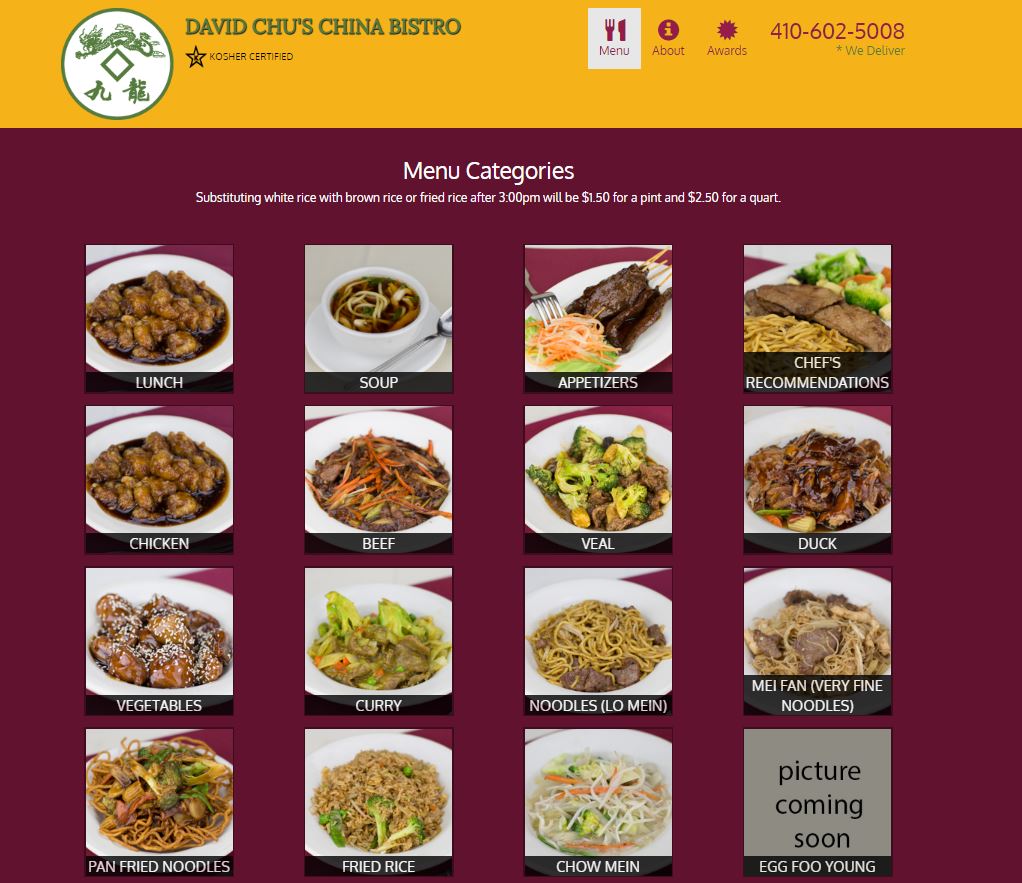 DAVID CHU'S CHINA BISTRO
KOSHER CERTIFIED
九龍
Menu
About
Awards
410-602-5008
* We Deliver
Menu Categories
Substituting white rice with brown rice or fried rice after 3:00pm will be $1.50 for a pint and $2.50 for a quart.
LUNCH
SOUP
APPETIZERS
CHEF'S
RECOMMENDATIONS
CHICKEN
BEEF
VEAL
DUCK
VEGETABLES
CURRY
NOODLES (LO MEIN)
MEI FAN (VERY FINE
NOODLES)
PAN FRIED NOODLES
FRIED RICE
CHOW MEIN
picture
coming
soon
EGG FOO YOUNG